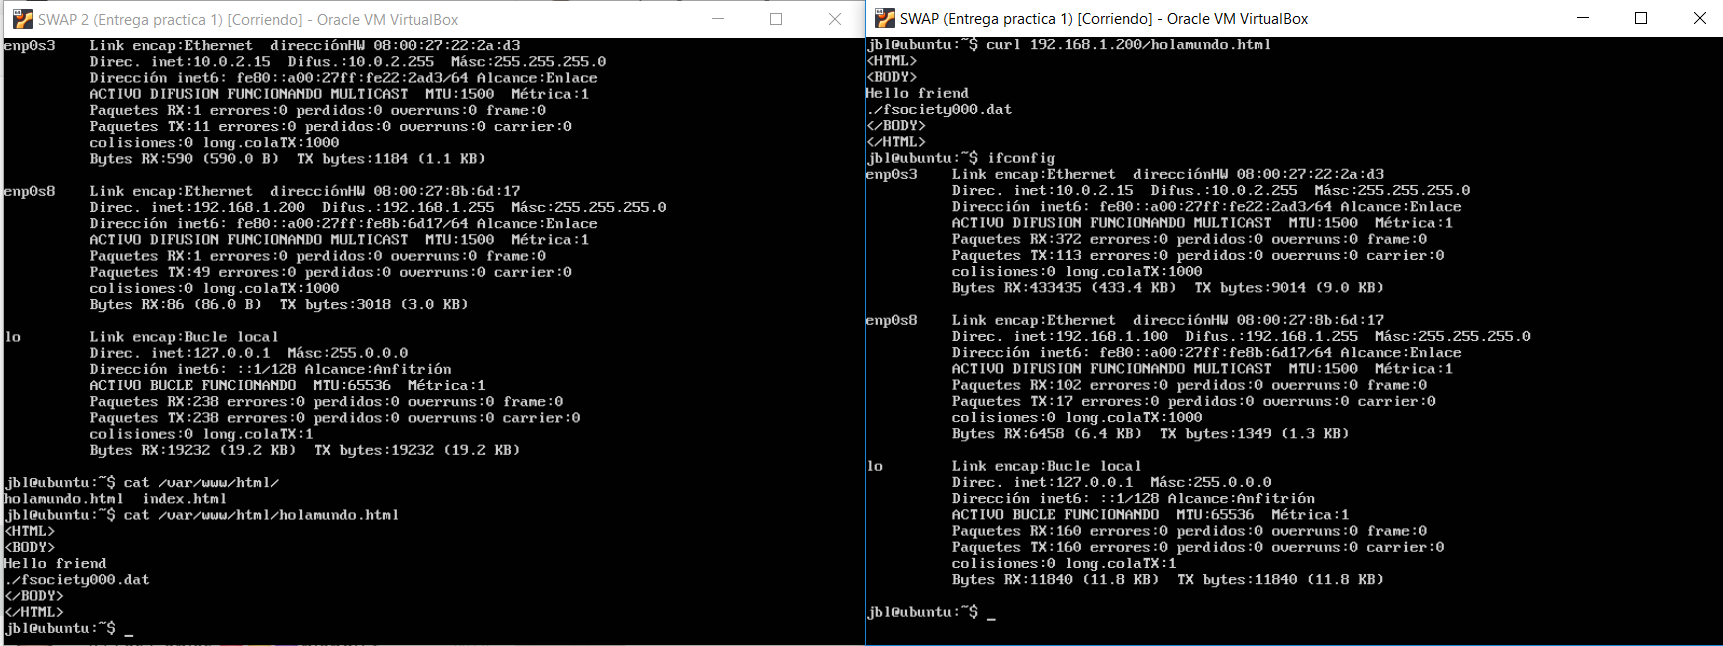 SWAP 2 (Entrega practica 1) [Corriendo] - Oracle VM VirtualBox
enp0s3    Link encap:Ethernet  direcciónHW 08:00:27:22:2a:d3
          Direc. inet:10.0.2.15  Difus.:10.0.2.255  Másc:255.255.255.0
          Dirección inet6: fe80::a00:27ff:fe22:2ad3/64 Alcance:Enlace
          ACTIVO DIFUSION FUNCIONANDO MULTICAST  MTU:1500  Métrica:1
          Paquetes RX:1 errores:0 perdidos:0 overruns:0 frame:0
          Paquetes TX:11 errores:0 perdidos:0 overruns:0 carrier:0
          colisiones:0 long.colaTX:1000
          Bytes RX:590 (590.0 B)  TX bytes:1184 (1.1 KB)
enp0s8    Link encap:Ethernet  direcciónHW 08:00:27:8b:6d:17
          Direc. inet:192.168.1.200  Difus.:192.168.1.255  Másc:255.255.255.0
          Dirección inet6: fe80::a00:27ff:fe8b:6d17/64 Alcance:Enlace
          ACTIVO DIFUSION FUNCIONANDO MULTICAST  MTU:1500  Métrica:1
          Paquetes RX:1 errores:0 perdidos:0 overruns:0 frame:0
          Paquetes TX:49 errores:0 perdidos:0 overruns:0 carrier:0
          colisiones:0 long.colaTX:1000
          Bytes RX:86 (86.0 B)  TX bytes:3018 (3.0 KB)
lo        Link encap:Bucle local
          Direc. inet:127.0.0.1  Másc:255.0.0.0
          Dirección inet6: ::1/128 Alcance:Anfitrión
          ACTIVO BUCLE FUNCIONANDO  MTU:65536  Métrica:1
          Paquetes RX:238 errores:0 perdidos:0 overruns:0 frame:0
          Paquetes TX:238 errores:0 perdidos:0 overruns:0 carrier:0
          colisiones:0 long.colaTX:1
          Bytes RX:19232 (19.2 KB)  TX bytes:19232 (19.2 KB)
jbl@ubuntu:~$ cat /var/www/html/
holamundo.html  index.html
jbl@ubuntu:~$ cat /var/www/html/holamundo.html
<HTML>
<BODY>
Hello friend
./fsociety000.dat
</BODY>
</HTML>
jbl@ubuntu:~$ _
SWAP (Entrega practica 1) [Corriendo] - Oracle VM VirtualBox
jbl@ubuntu:~$ curl 192.168.1.200/holamundo.html
<HTML>
<BODY>
Hello friend
./fsociety000.dat
</BODY>
</HTML>
jbl@ubuntu:~$ ifconfig
enp0s3    Link encap:Ethernet  direcciónHW 08:00:27:22:2a:d3
          Direc. inet:10.0.2.15  Difus.:10.0.2.255  Másc:255.255.255.0
          Dirección inet6: fe80::a00:27ff:fe22:2ad3/64 Alcance:Enlace
          ACTIVO DIFUSION FUNCIONANDO MULTICAST  MTU:1500  Métrica:1
          Paquetes RX:372 errores:0 perdidos:0 overruns:0 frame:0
          Paquetes TX:113 errores:0 perdidos:0 overruns:0 carrier:0
          colisiones:0 long.colaTX:1000
          Bytes RX:433435 (433.4 KB)  TX bytes:9014 (9.0 KB)
enp0s8    Link encap:Ethernet  direcciónHW 08:00:27:8b:6d:17
          Direc. inet:192.168.1.100  Difus.:192.168.1.255  Másc:255.255.255.0
          Dirección inet6: fe80::a00:27ff:fe8b:6d17/64 Alcance:Enlace
          ACTIVO DIFUSION FUNCIONANDO MULTICAST  MTU:1500  Métrica:1
          Paquetes RX:102 errores:0 perdidos:0 overruns:0 frame:0
          Paquetes TX:17 errores:0 perdidos:0 overruns:0 carrier:0
          colisiones:0 long.colaTX:1000
          Bytes RX:6458 (6.4 KB)  TX bytes:1349 (1.3 KB)
lo        Link encap:Bucle local
          Direc. inet:127.0.0.1  Másc:255.0.0.0
          Dirección inet6: ::1/128 Alcance:Anfitrión
          ACTIVO BUCLE FUNCIONANDO  MTU:65536  Métrica:1
          Paquetes RX:160 errores:0 perdidos:0 overruns:0 frame:0
          Paquetes TX:160 errores:0 perdidos:0 overruns:0 carrier:0
          colisiones:0 long.colaTX:1
          Bytes RX:11840 (11.8 KB)  TX bytes:11840 (11.8 KB)
jbl@ubuntu:~$ _